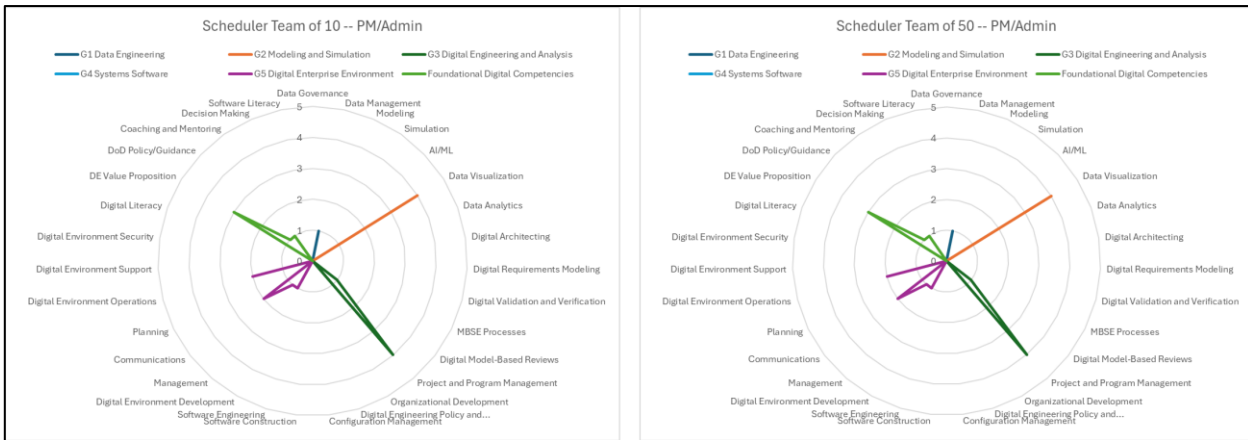 Scheduler Team of 10 -- PM/Admin
G1 Data Engineering
G2 Modeling and Simulation
G3 Digital Engineering and Analysis
G4 Systems Software
G5 Digital Enterprise Environment
Foundational Digital Competencies
Data Governance
Data Management
Modeling
Simulation
AI/ML
Data Visualization
Data Analytics
Digital Architecting
Digital Requirements Modeling
Digital Validation and Verification
MBSE Processes
Digital Model-Based Reviews
Project and Program Management
Organizational Development
Digital Engineering Policy and...
Configuration Management
Software Construction
Software Engineering
Digital Environment Development
Management
Communications
Planning
Digital Environment Operations
Digital Environment Support
Digital Environment Security
Digital Literacy
DE Value Proposition
DoD Policy/Guidance
Coaching and Mentoring
Decision Making
Software Literacy
5
4
3
2
1
0
Scheduler Team of 50 -- PM/Admin
G1 Data Engineering
G2 Modeling and Simulation
G3 Digital Engineering and Analysis
G4 Systems Software
G5 Digital Enterprise Environment
Foundational Digital Competencies
Data Governance
Data Management
Modeling
Simulation
AI/ML
Data Visualization
Data Analytics
Digital Architecting
Digital Requirements Modeling
Digital Validation and Verification
MBSE Processes
Digital Model-Based Reviews
Project and Program Management
Organizational Development
Digital Engineering Policy and...
Configuration Management
Software Construction
Software Engineering
Digital Environment Development
Management
Communications
Planning
Digital Environment Operations
Digital Environment Support
Digital Environment Security
Digital Literacy
DE Value Proposition
DoD Policy/Guidance
Coaching and Mentoring
Decision Making
Software Literacy
5
4
3
2
1
0